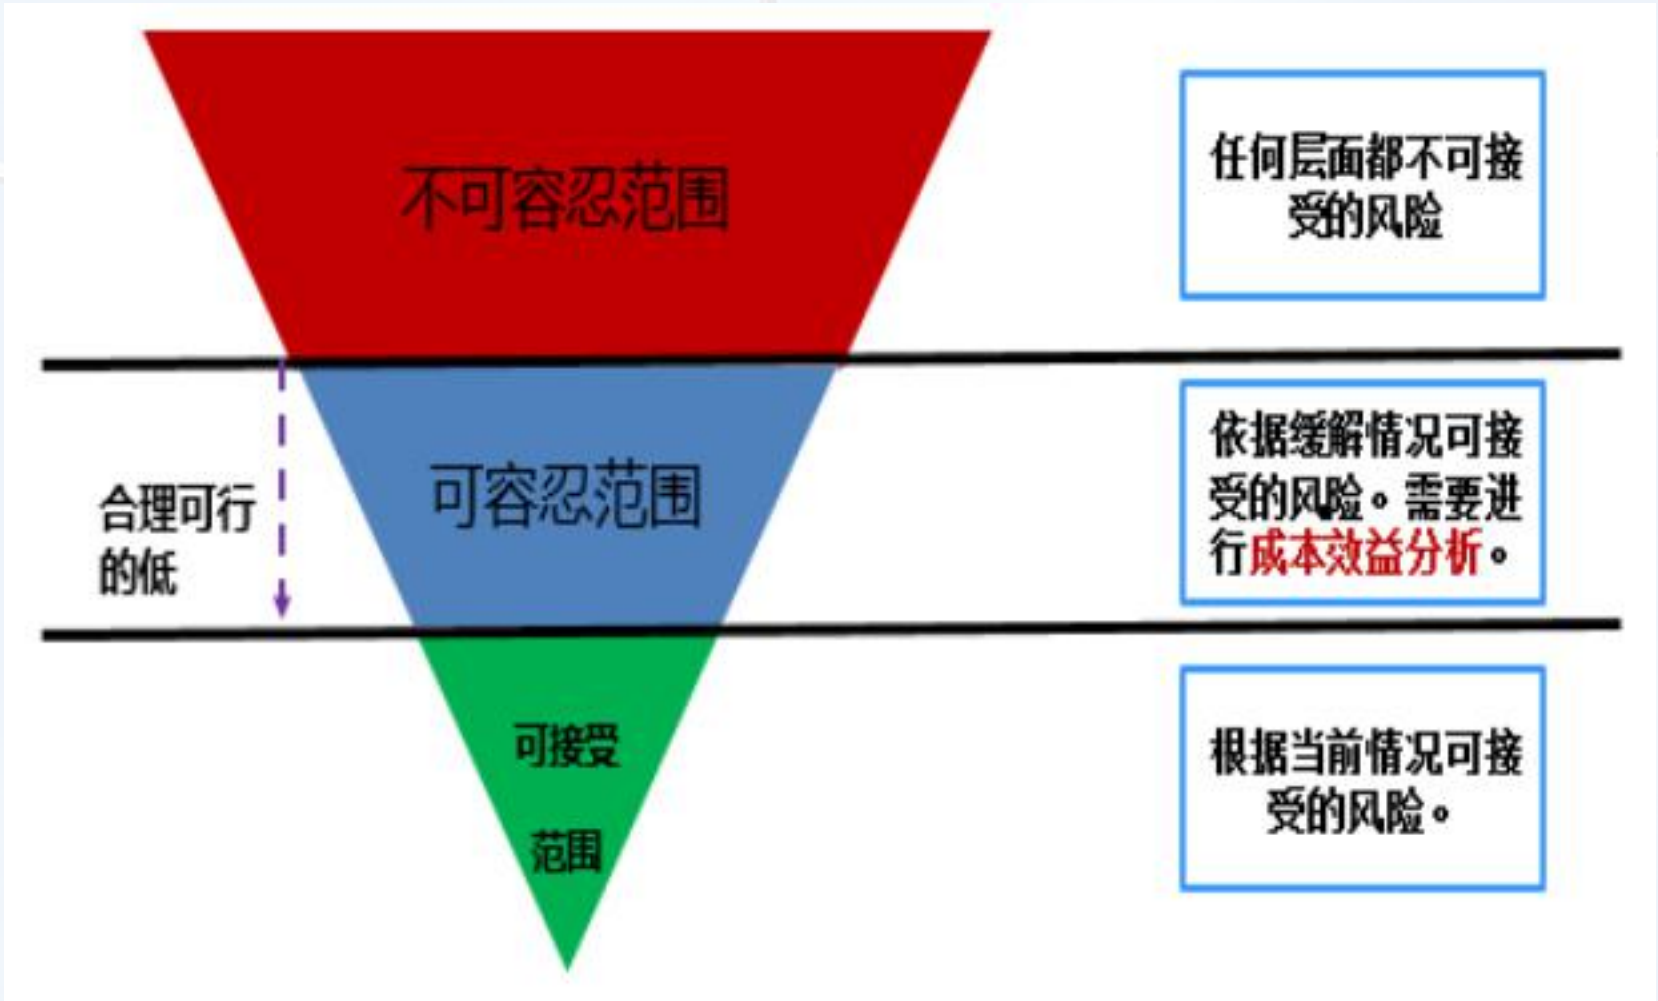 不可容忍范围
任何层面都不可接
受的风险
合理可行
的低
可容忍范围
依据缓解情况可接
受的风险。需要进
行成本效益分析。
可接受
范围
根据当前情况可接
受的风险。